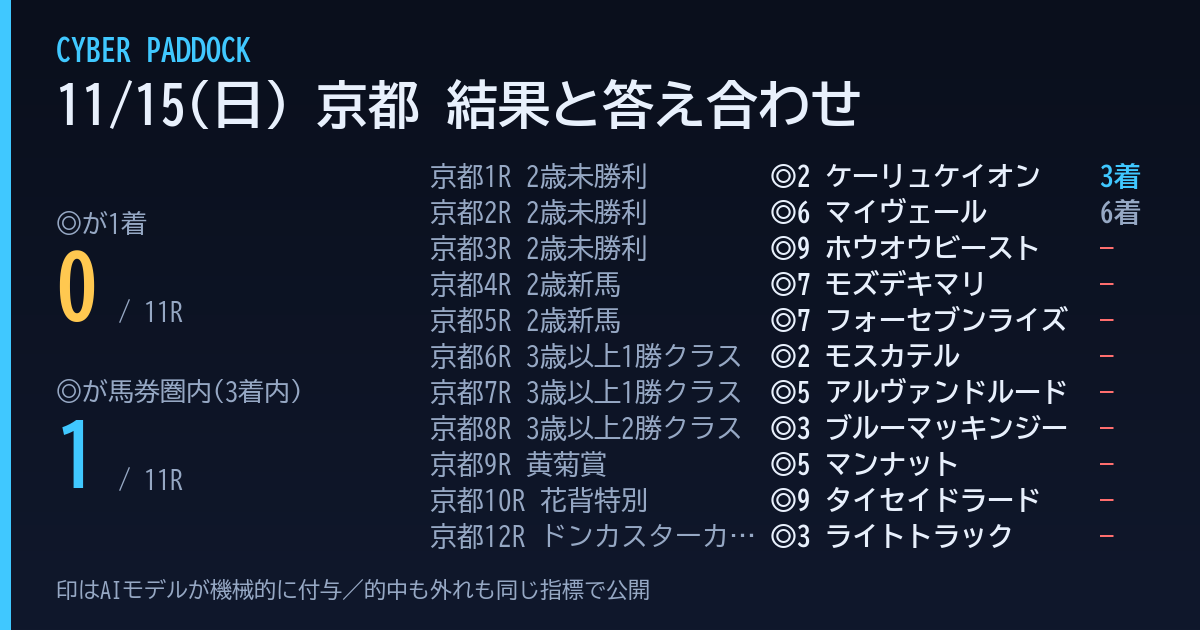 CYBER PADDOCK
11/15(日) 京都 結果と答え合わせ
◎が1着
0 / 11R
◎が馬券圏内(3着内)
1 / 11R
京都1R 2歳未勝利 ◎2 ケーリュケイオン 3着
京都2R 2歳未勝利 ◎6 マイヴェール 6着
京都3R 2歳未勝利 ◎9 ホウオウビースト —
京都4R 2歳新馬 ◎7 モズデキマリ —
京都5R 2歳新馬 ◎7 フォーセブンライズ —
京都6R 3歳以上1勝クラス ◎2 モスカテル —
京都7R 3歳以上1勝クラス ◎5 アルヴァンドルード —
京都8R 3歳以上2勝クラス ◎3 ブルーマッキンジー —
京都9R 黄菊賞 ◎5 マンナット —
京都10R 花背特別 ◎9 タイセイドラード —
京都12R ドンカスターカ… ◎3 ライトトラック —
印はAIモデルが機械的に付与／的中も外れも同じ指標で公開